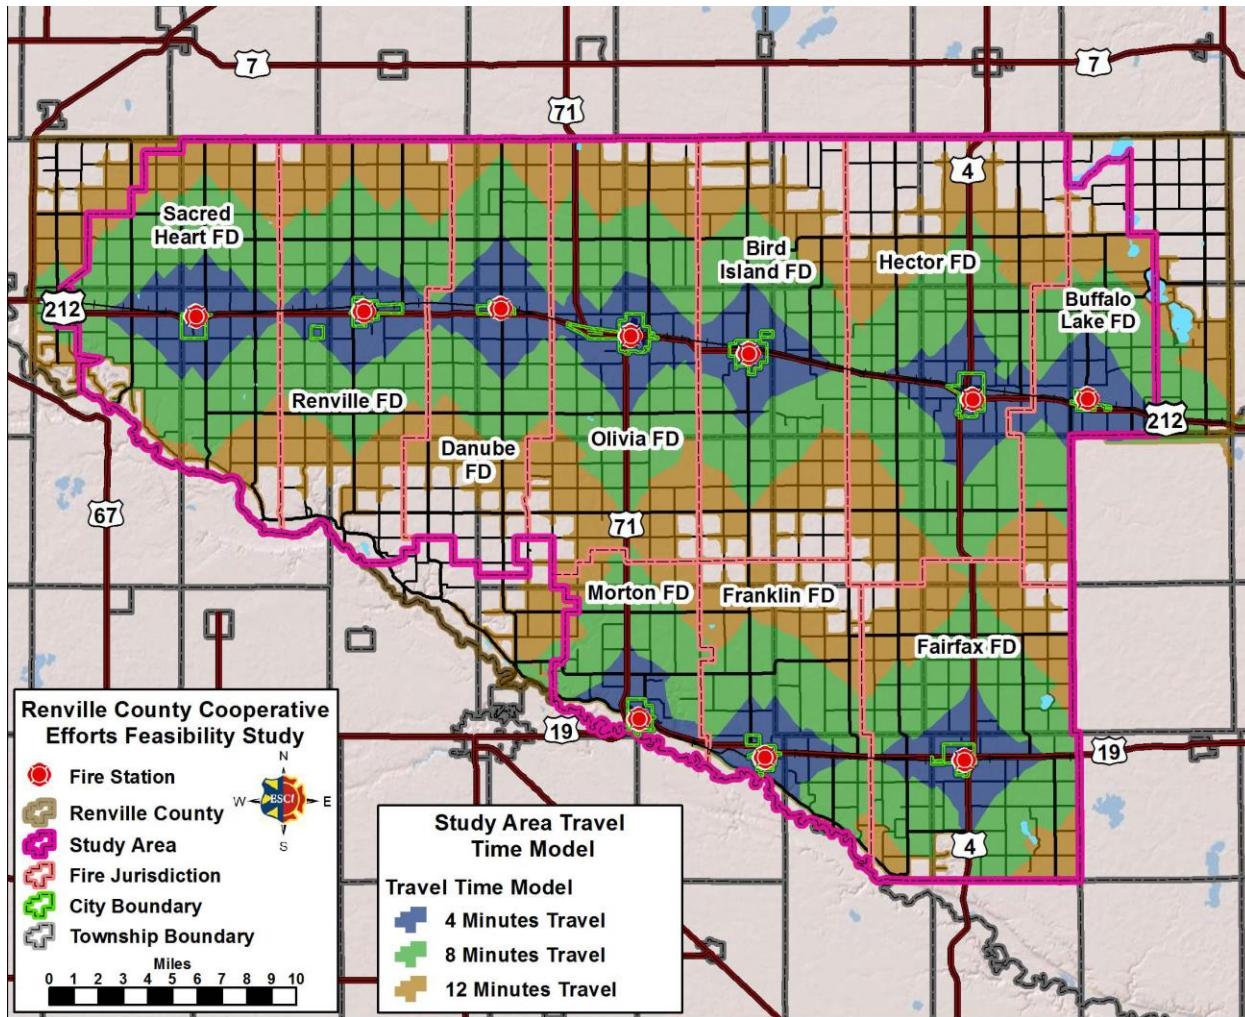 7
7
71
4
Sacred
Heart FD
Bird
Island FD
Hector FD
Buffalo
Lake FD
212
Renville FD
Danube
FD
Olivia FD
212
67
71
Morton FD
Franklin FD
Fairfax FD
19
19
4
Renville County Cooperative
Efforts Feasibility Study
Fire Station
Renville County
Study Area
Fire Jurisdiction
City Boundary
Township Boundary
N
W
E
S
ESCI
Miles
0 1 2 3 4 5 6 7 8 9 10
Study Area Travel
Time Model
Travel Time Model
4 Minutes Travel
8 Minutes Travel
12 Minutes Travel